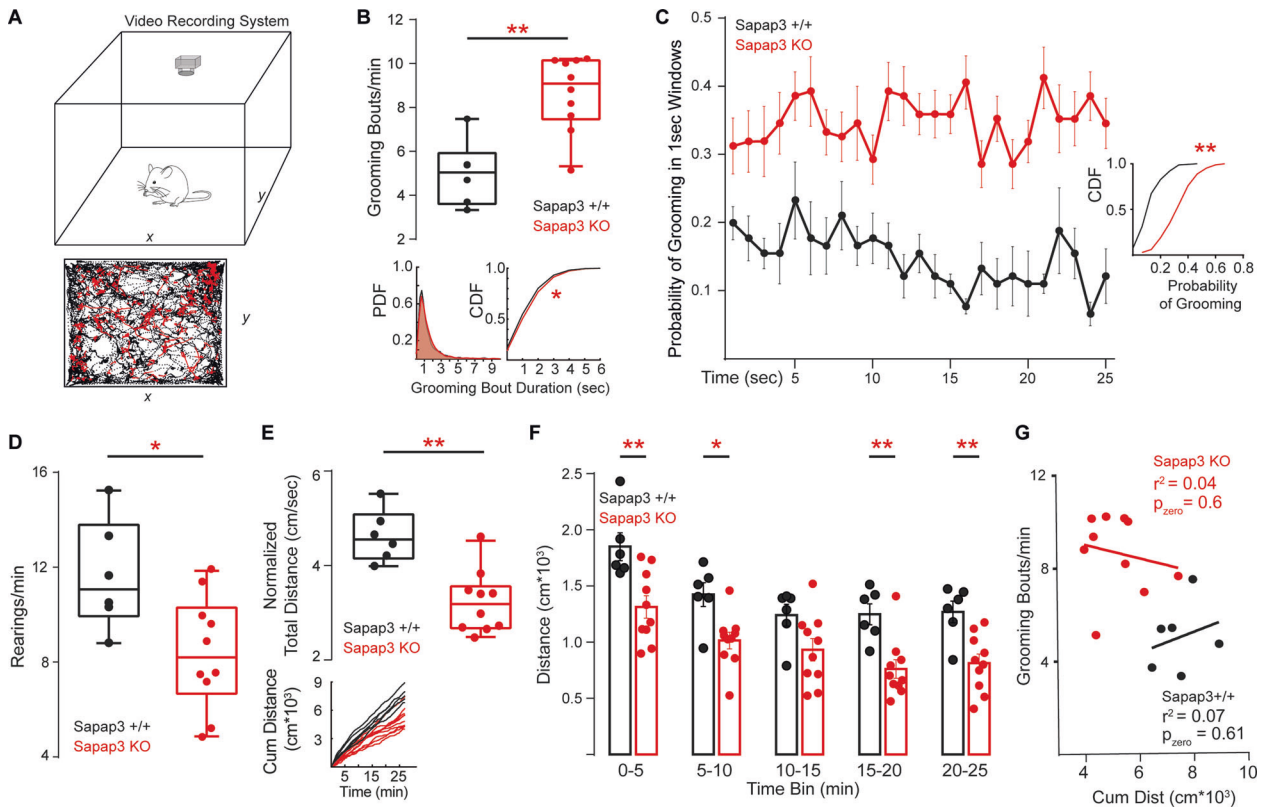 A
Video Recording System
y
x
y
x
B
Grooming Bouts/min
12
10
8
6
4
2
**
Sapap3 +/+
Sapap3 KO
PDF
1.0
0.6
0.2
1 3 5 7 9
CDF
1.0
0.5
*
0 1 2 3 4 5 6
Grooming Bout Duration (sec)
C
Probability of Grooming in 1sec Windows
0.5
0.4
0.3
0.2
0.1
Sapap3 +/+
Sapap3 KO
Time (sec) 5 10 15 20 25
CDF
1.0
0.5
**
0.2 0.4 0.6 0.8
Probability
of Grooming
D
Rearings/min
16
12
8
4
*
Sapap3 +/+
Sapap3 KO
E
Normalized
Total Distance (cm/sec)
6
4
2
**
Sapap3 +/+
Sapap3 KO
Cum Distance
(cm*10³)
9
6
3
5 15 25
Time (min)
F
Distance (cm*10³)
2.5
2.0
1.5
1.0
0.5
** * ** **
Sapap3 +/+
Sapap3 KO
0-5 5-10 10-15 15-20 20-25
Time Bin (min)
G
Grooming Bouts/min
12
8
4
Sapap3 KO
r² = 0.04
pzero = 0.6
Sapap3+/+
r² = 0.07
pzero = 0.61
4 6 8 10
Cum Dist (cm*10³)